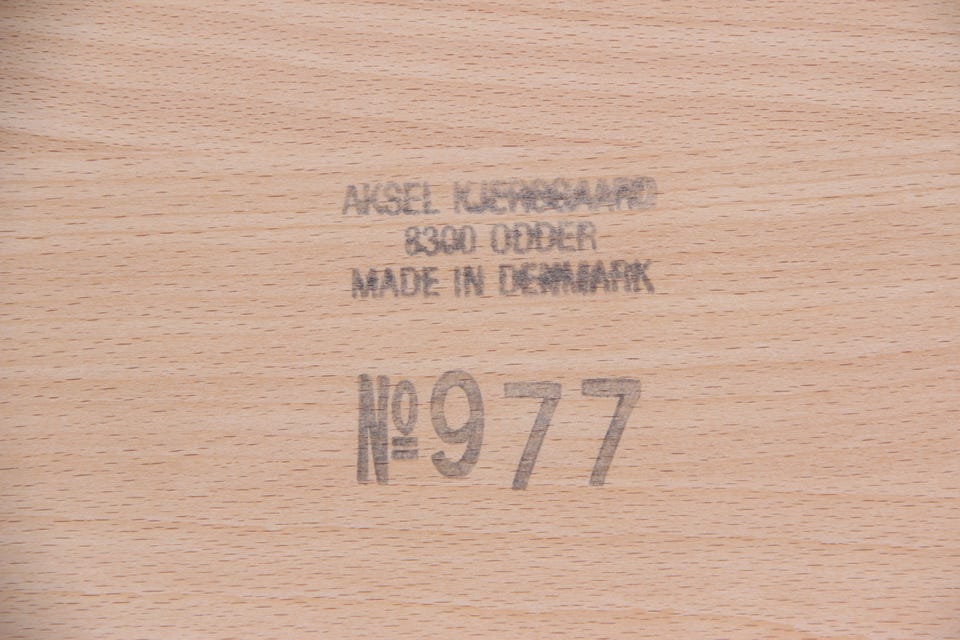 AKSEL KJERSGAARD
8300 ODDER
MADE IN DENMARK
№977